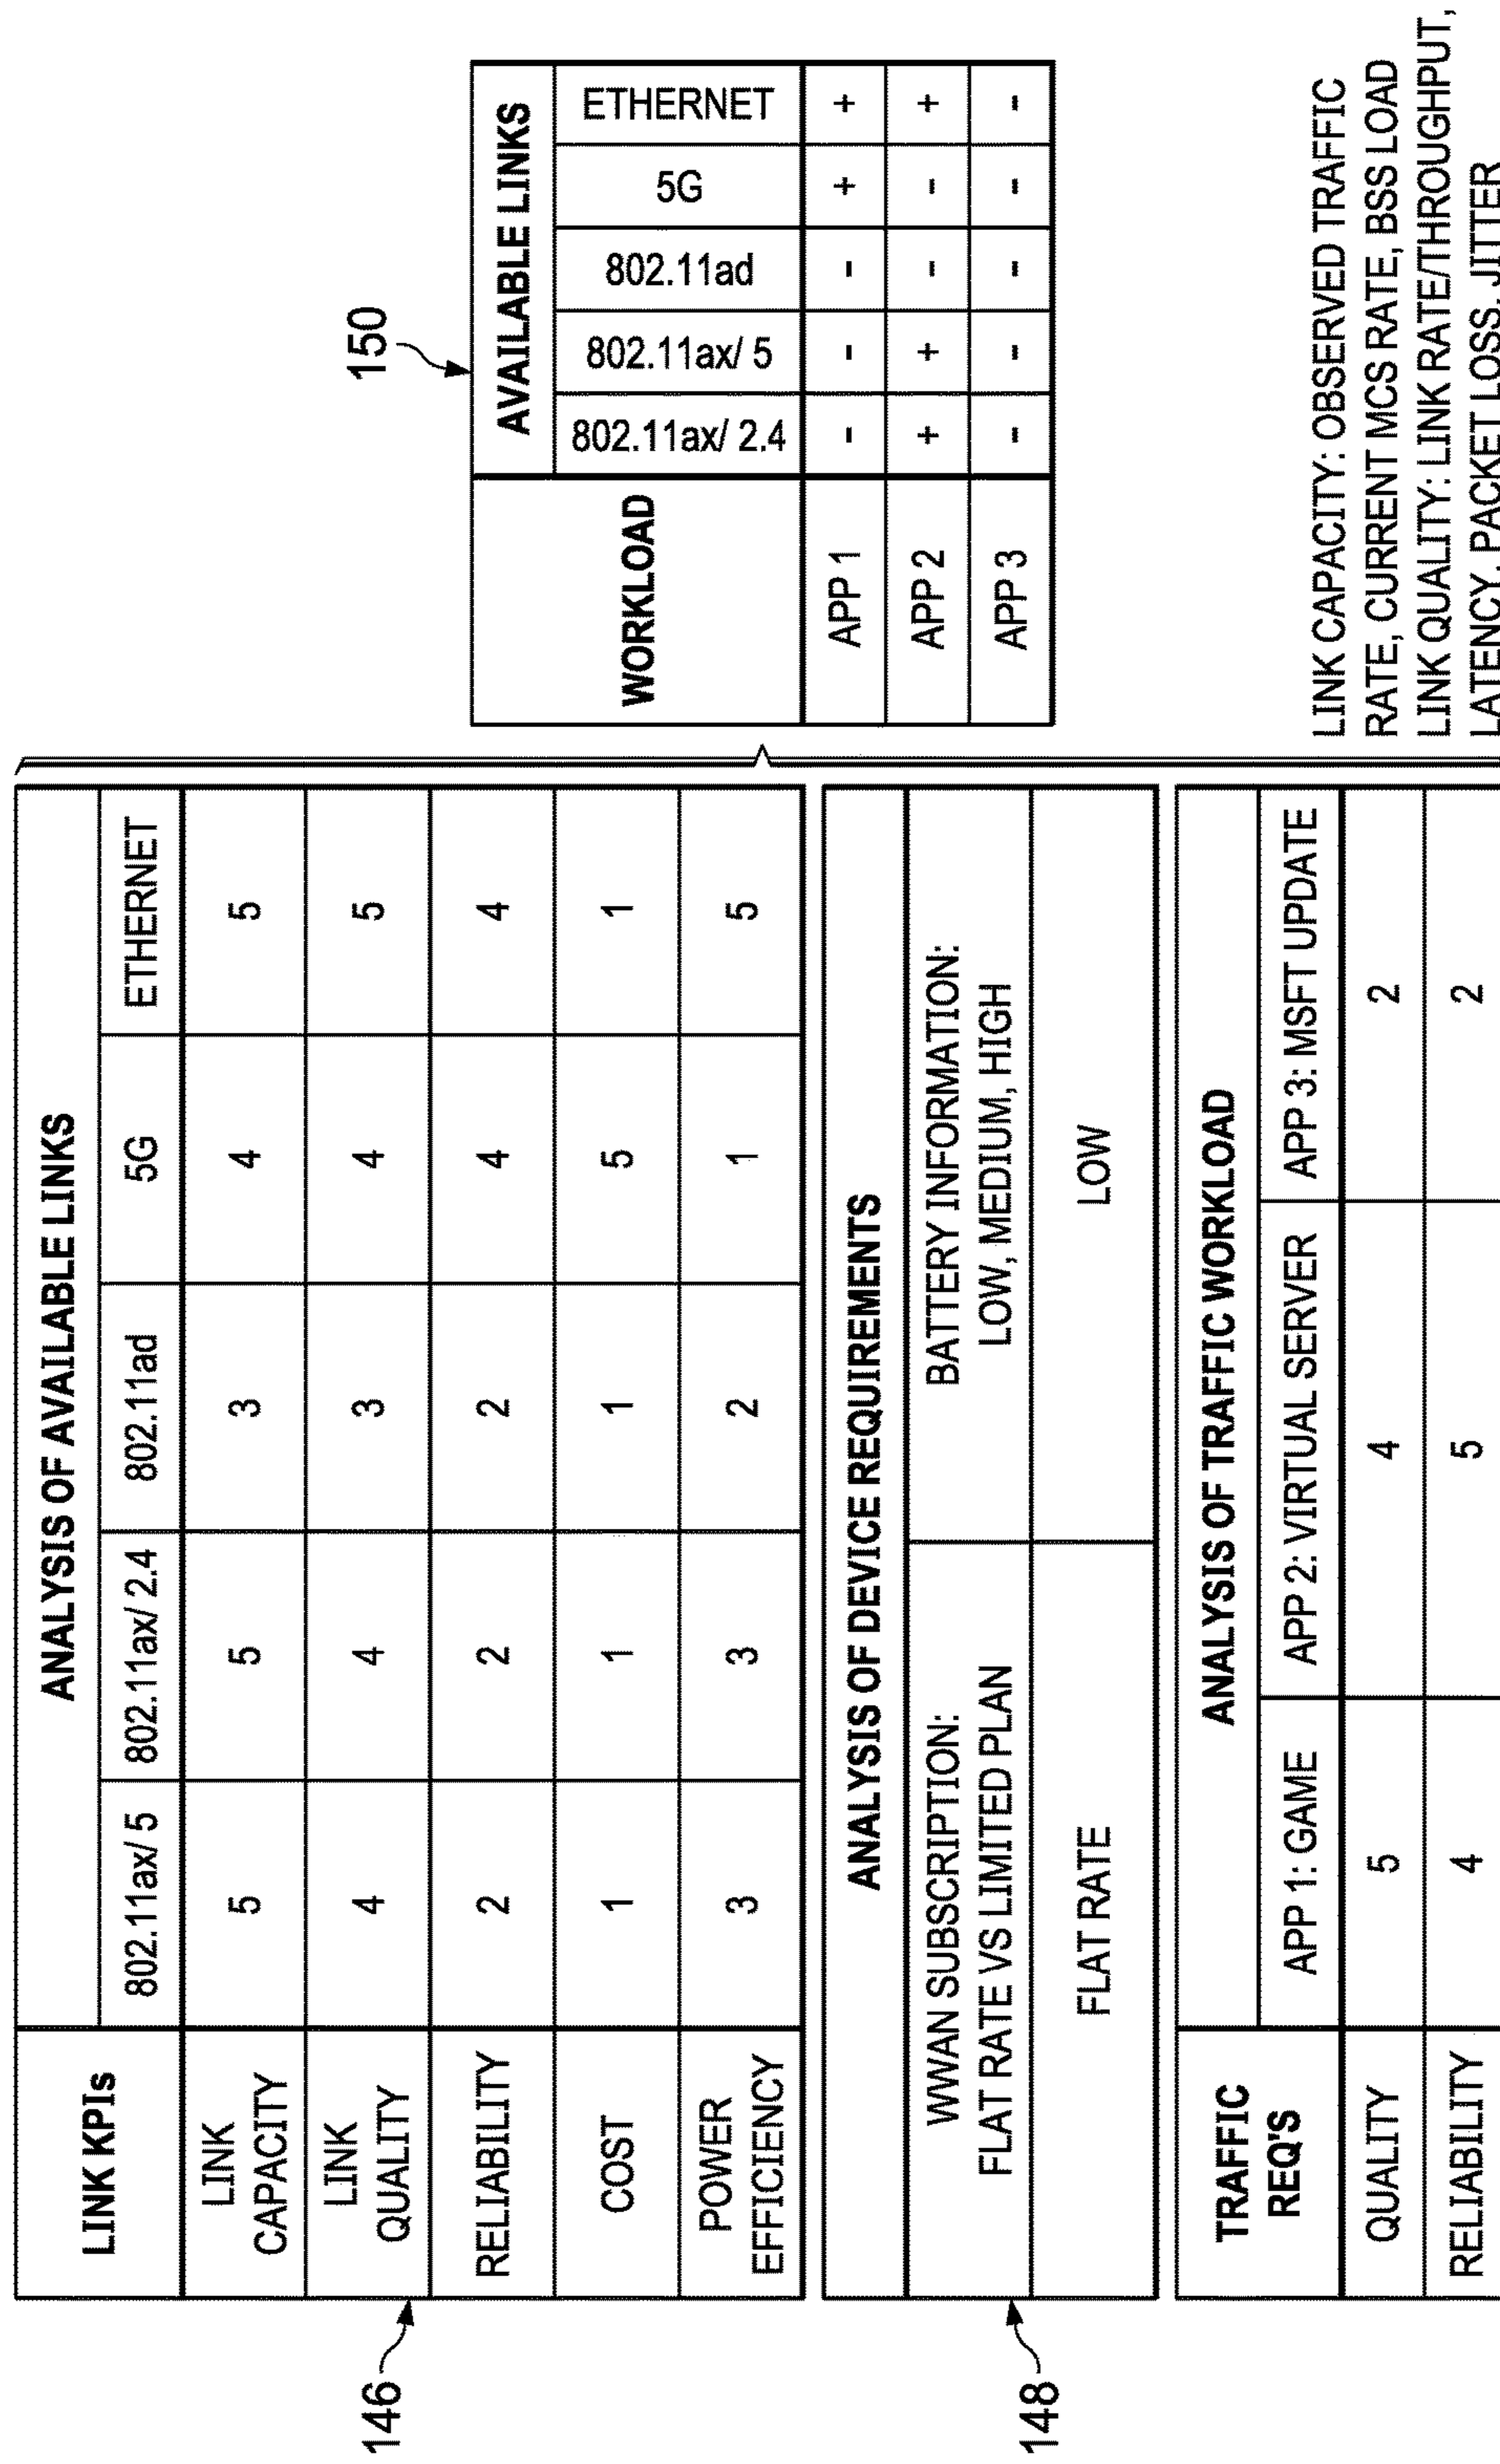 ANALYSIS OF AVAILABLE LINKS
LINK KPIs 802.11ax/ 5 802.11ax/ 2.4 802.11ad 5G ETHERNET
LINK
CAPACITY 5 5 3 4 5
LINK
QUALITY 4 4 3 4 5
RELIABILITY 2 2 2 4 4
COST 1 1 1 5 1
POWER
EFFICIENCY 3 3 2 1 5
146
ANALYSIS OF DEVICE REQUIREMENTS
WWAN SUBSCRIPTION: BATTERY INFORMATION:
FLAT RATE VS LIMITED PLAN LOW, MEDIUM, HIGH
FLAT RATE LOW
148
ANALYSIS OF TRAFFIC WORKLOAD
TRAFFIC
REQ'S APP 1: GAME APP 2: VIRTUAL SERVER APP 3: MSFT UPDATE
QUALITY 5 4 2
RELIABILITY 4 5 2
150
AVAILABLE LINKS
WORKLOAD 802.11ax/ 2.4 802.11ax/ 5 802.11ad 5G ETHERNET
APP 1 - - - + +
APP 2 + + - - +
APP 3 - - - - -
LINK CAPACITY: OBSERVED TRAFFIC
RATE, CURRENT MCS RATE, BSS LOAD
LINK QUALITY: LINK RATE/THROUGHPUT,
LATENCY, PACKET LOSS, JITTER